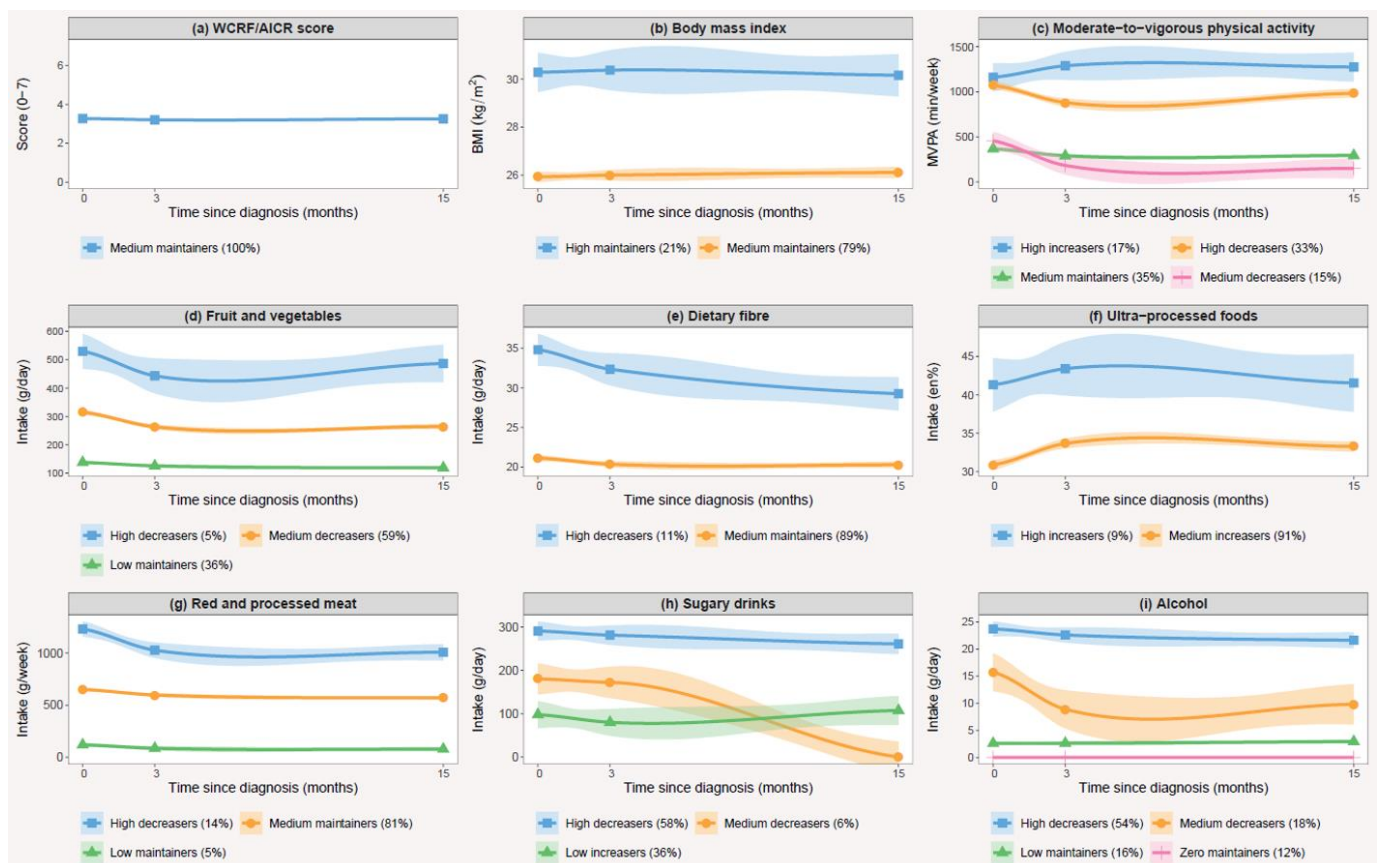 (a) WCRF/AICR score
Score (0−7)
6
4
2
0
0
3
15
Time since diagnosis (months)
Medium maintainers (100%)
(b) Body mass index
BMI (kg/m²)
30
28
26
0
3
15
Time since diagnosis (months)
High maintainers (21%) Medium maintainers (79%)
(c) Moderate−to−vigorous physical activity
MVPA (min/week)
1500
1000
500
0
0
3
15
Time since diagnosis (months)
High increasers (17%) High decreasers (33%)
Medium maintainers (35%) Medium decreasers (15%)
(d) Fruit and vegetables
Intake (g/day)
600
500
400
300
200
100
0
3
15
Time since diagnosis (months)
High decreasers (5%) Medium decreasers (59%)
Low maintainers (36%)
(e) Dietary fibre
Intake (g/day)
35
30
25
20
0
3
15
Time since diagnosis (months)
High decreasers (11%) Medium maintainers (89%)
(f) Ultra−processed foods
Intake (en%)
45
40
35
30
0
3
15
Time since diagnosis (months)
High increasers (9%) Medium increasers (91%)
(g) Red and processed meat
Intake (g/week)
1000
500
0
0
3
15
Time since diagnosis (months)
High decreasers (14%) Medium maintainers (81%)
Low maintainers (5%)
(h) Sugary drinks
Intake (g/day)
300
200
100
0
0
3
15
Time since diagnosis (months)
High decreasers (58%) Medium decreasers (6%)
Low increasers (36%)
(i) Alcohol
Intake (g/day)
25
20
15
10
5
0
0
3
15
Time since diagnosis (months)
High decreasers (54%) Medium decreasers (18%)
Low maintainers (16%) Zero maintainers (12%)